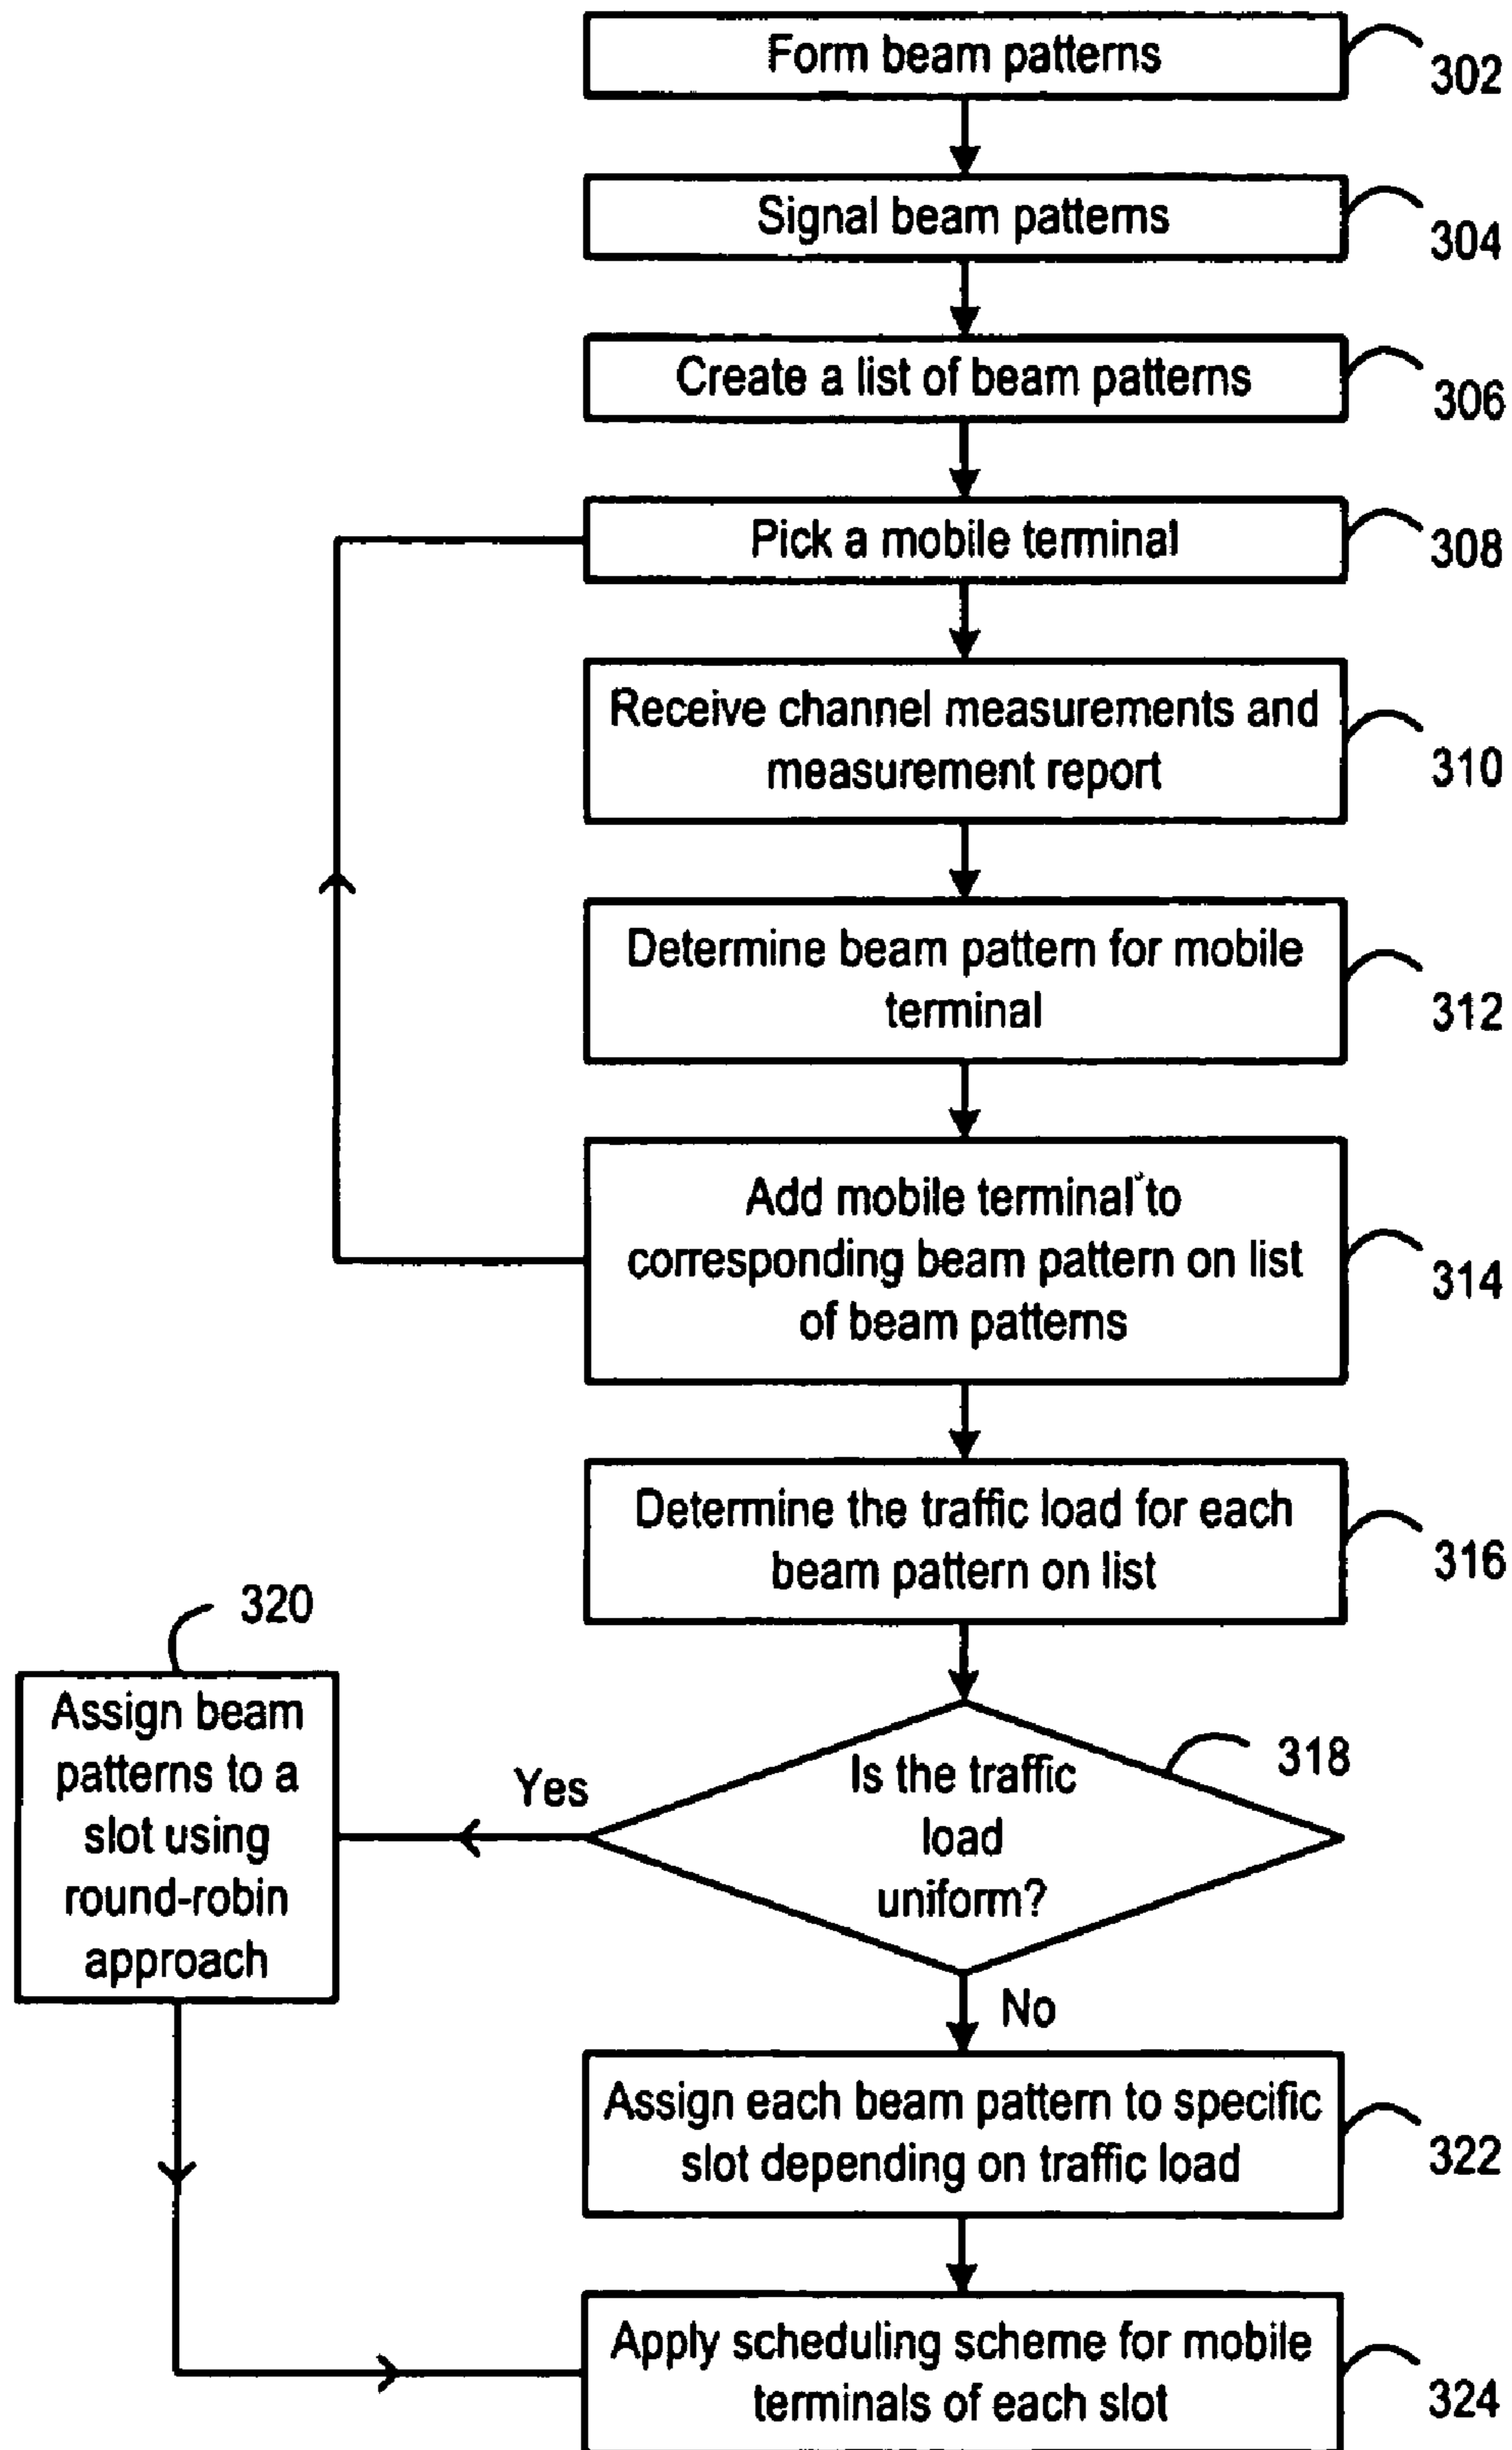 Form beam patterns
302
Signal beam patterns
304
Create a list of beam patterns
306
Pick a mobile terminal
308
Receive channel measurements and
measurement report
310
Determine beam pattern for mobile
terminal
312
Add mobile terminal to
corresponding beam pattern on list
of beam patterns
314
Determine the traffic load for each
beam pattern on list
316
Is the traffic
load
uniform?
318
Yes
320
Assign beam
patterns to a
slot using
round-robin
approach
No
Assign each beam pattern to specific
slot depending on traffic load
322
Apply scheduling scheme for mobile
terminals of each slot
324